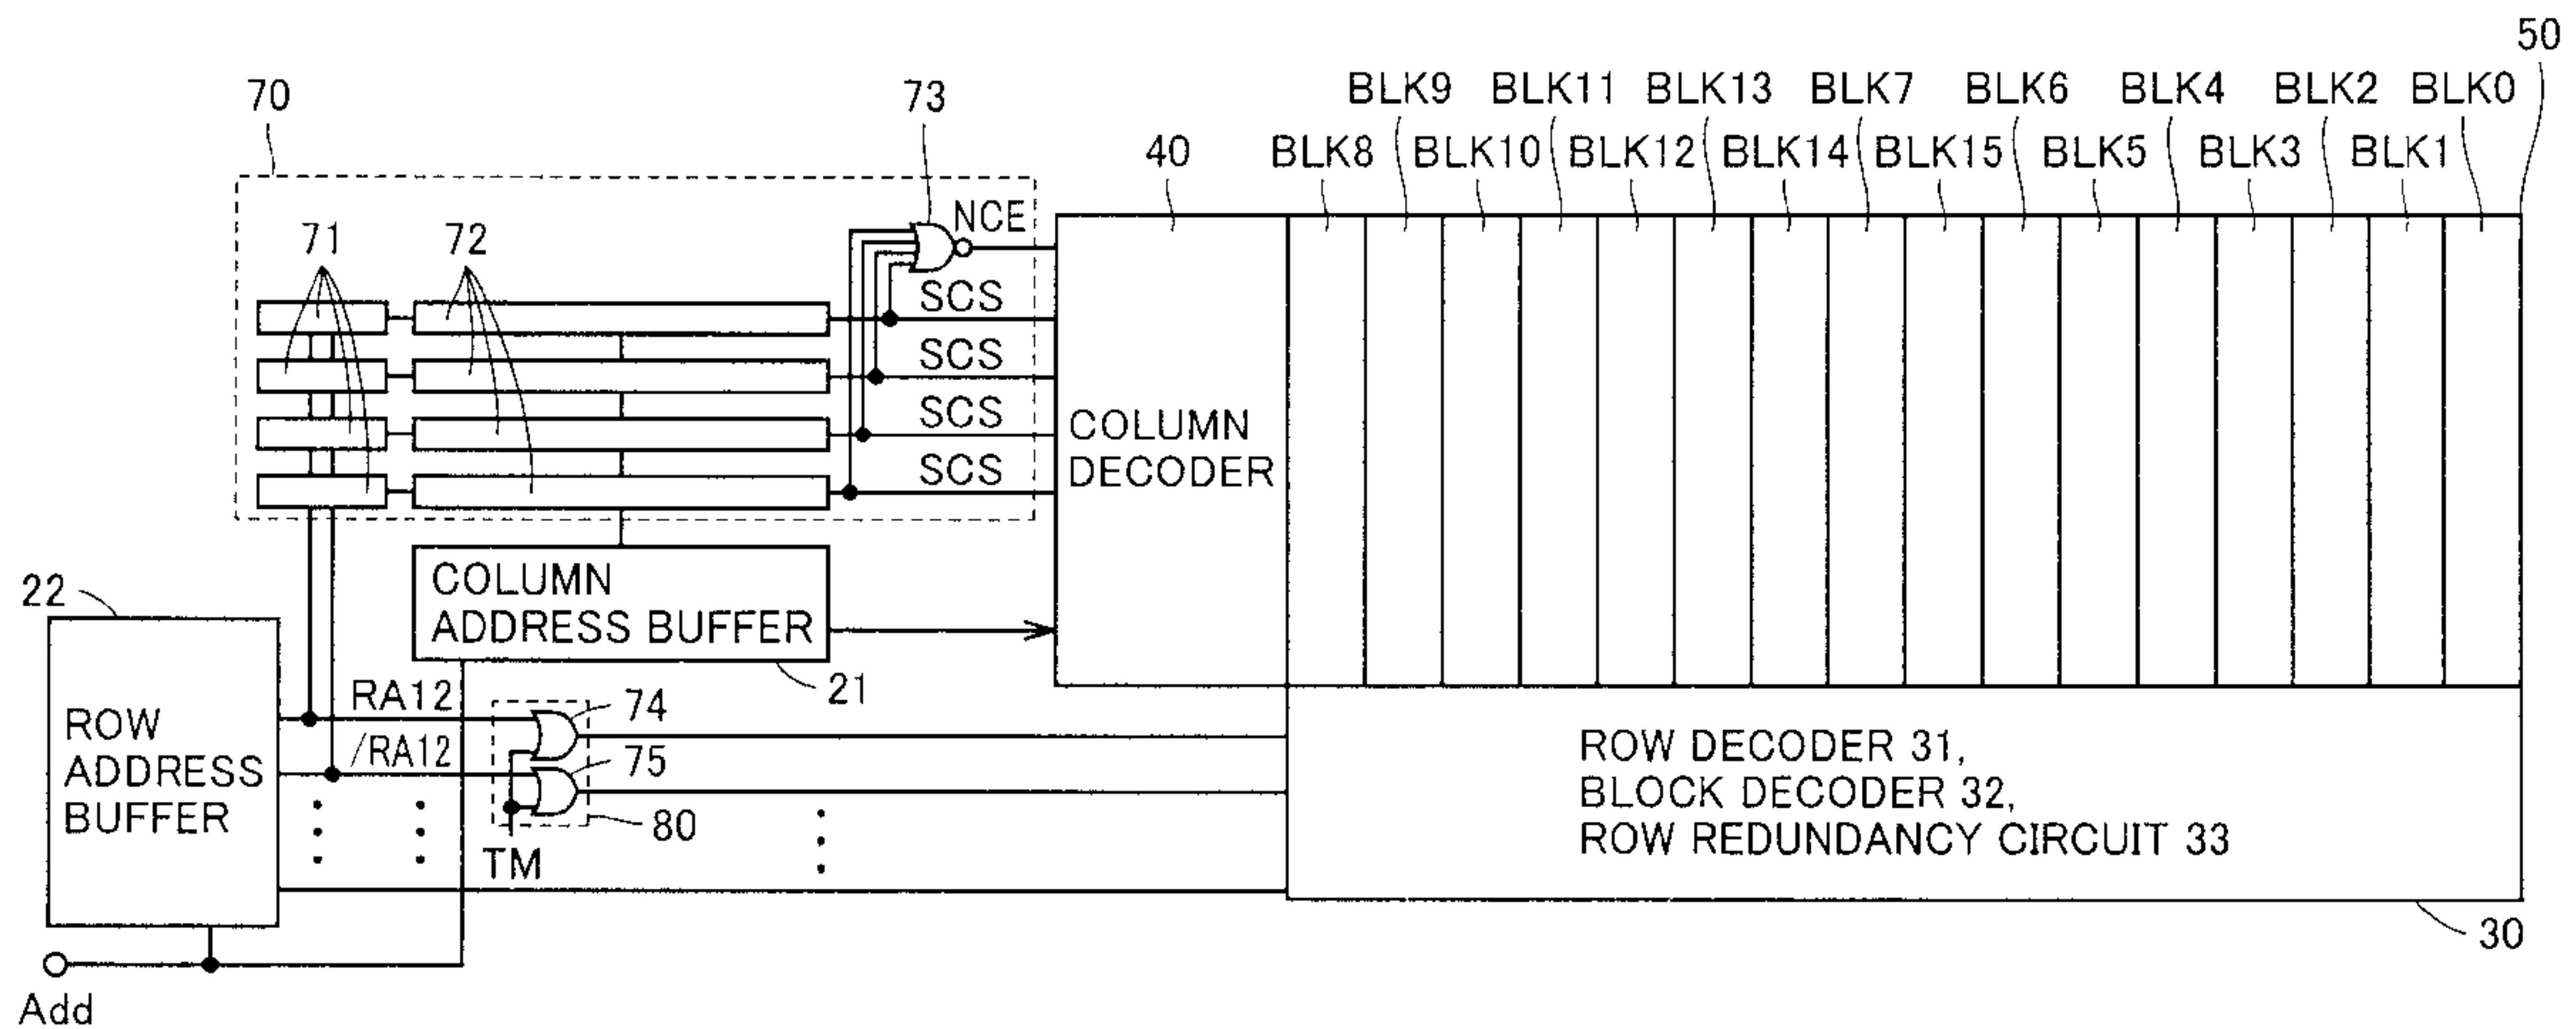 50
BLK9 BLK11 BLK13 BLK7 BLK6 BLK4 BLK2 BLK0
70
73
40
BLK8 BLK10 BLK12 BLK14 BLK15 BLK5 BLK3 BLK1
NCE
71
72
SCS
SCS
SCS
SCS
COLUMN
DECODER
COLUMN
ADDRESS BUFFER
22
21
RA12
74
/RA12
75
ROW
ADDRESS
BUFFER
80
TM
ROW DECODER 31,
BLOCK DECODER 32,
ROW REDUNDANCY CIRCUIT 33
30
Add